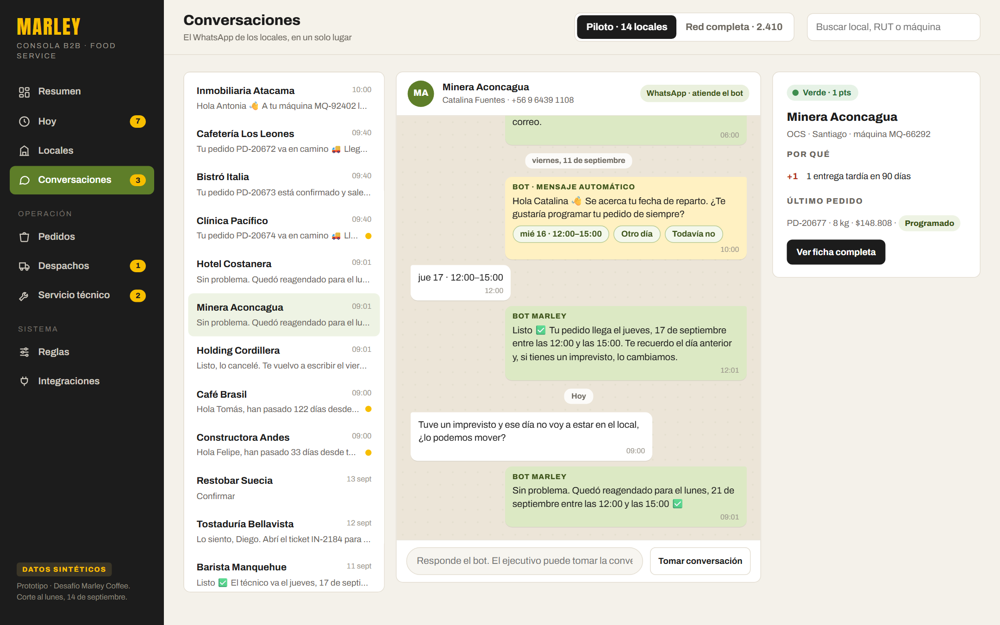 MARLEY
CONSOLA B2B · FOOD
SERVICE
Resumen
Hoy
7
Locales
Conversaciones
3
OPERACIÓN
Pedidos
Despachos
1
Servicio técnico
2
SISTEMA
Reglas
Integraciones
DATOS SINTÉTICOS
Prototipo · Desafío Marley Coffee.
Corte al lunes, 14 de septiembre.
Conversaciones
El WhatsApp de los locales, en un solo lugar
Piloto · 14 locales
Red completa · 2.410
Buscar local, RUT o máquina
Inmobiliaria Atacama
10:00
Hola Antonia 👋 A tu máquina MQ-92402 l...
Cafetería Los Leones
09:40
Tu pedido PD-20672 va en camino 🚚 Lleg...
Bistró Italia
09:40
Tu pedido PD-20673 está confirmado y sale...
Clínica Pacífico
09:40
Tu pedido PD-20674 va en camino 🚚 Ll...
Hotel Costanera
09:01
Sin problema. Quedó reagendado para el lu...
Minera Aconcagua
09:01
Sin problema. Quedó reagendado para el lu...
Holding Cordillera
09:01
Listo, lo cancelé. Te vuelvo a escribir el vier...
Café Brasil
09:00
Hola Tomás, han pasado 122 días desde...
Constructora Andes
09:00
Hola Felipe, han pasado 33 días desde t...
Restobar Suecia
13 sept
Confirmar
Tostaduría Bellavista
12 sept
Lo siento, Diego. Abrí el ticket IN-2184 para ...
Barista Manquehue
11 sept
Listo ✅ El técnico va el jueves, 17 de septi...
MA
Minera Aconcagua
Catalina Fuentes · +56 9 6439 1108
WhatsApp · atiende el bot
correo.
06:00
viernes, 11 de septiembre
BOT · MENSAJE AUTOMÁTICO
Hola Catalina 👋 Se acerca tu fecha de reparto. ¿Te
gustaría programar tu pedido de siempre?
mié 16 · 12:00–15:00
Otro día
Todavía no
10:00
jue 17 · 12:00–15:00
12:00
BOT MARLEY
Listo ✅ Tu pedido llega el jueves, 17 de septiembre
entre las 12:00 y las 15:00. Te recuerdo el día anterior
y, si tienes un imprevisto, lo cambiamos.
12:01
Hoy
Tuve un imprevisto y ese día no voy a estar en el local,
¿lo podemos mover?
09:00
BOT MARLEY
Sin problema. Quedó reagendado para el lunes, 21 de
septiembre entre las 12:00 y las 15:00 ✅
09:01
Responde el bot. El ejecutivo puede tomar la conve
Tomar conversación
Verde · 1 pts
Minera Aconcagua
OCS · Santiago · máquina MQ-66292
POR QUÉ
+1 1 entrega tardía en 90 días
ÚLTIMO PEDIDO
PD-20677 · 8 kg · $148.808 · Programado
Ver ficha completa